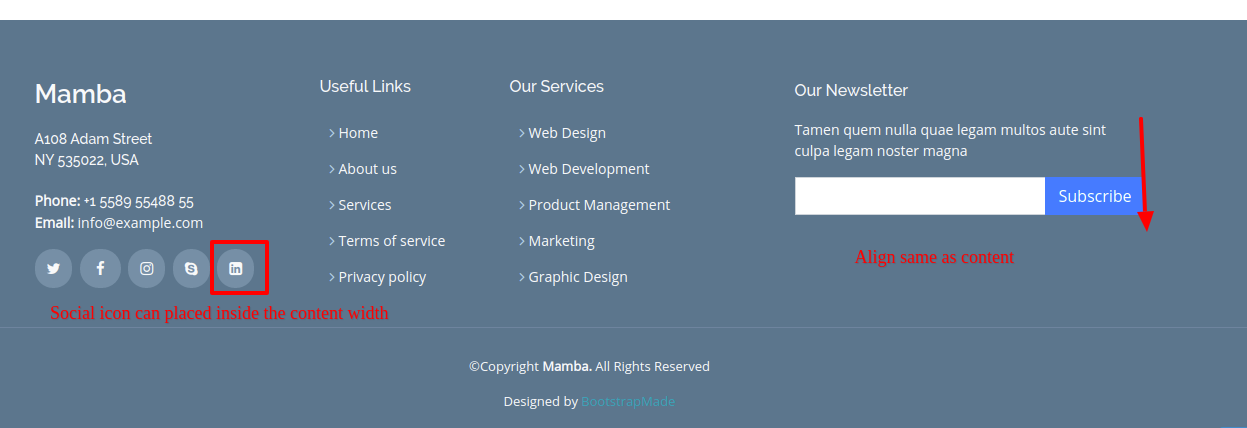 Mamba
A108 Adam Street
NY 535022, USA
Phone: +1 5589 55488 55
Email: info@example.com
Social icon can placed inside the content width
Useful Links
Home
About us
Services
Terms of service
Privacy policy
Our Services
Web Design
Web Development
Product Management
Marketing
Graphic Design
Our Newsletter
Tamen quem nulla quae legam multos aute sint
culpa legam noster magna
Subscribe
Align same as content
©Copyright Mamba. All Rights Reserved
Designed by BootstrapMade